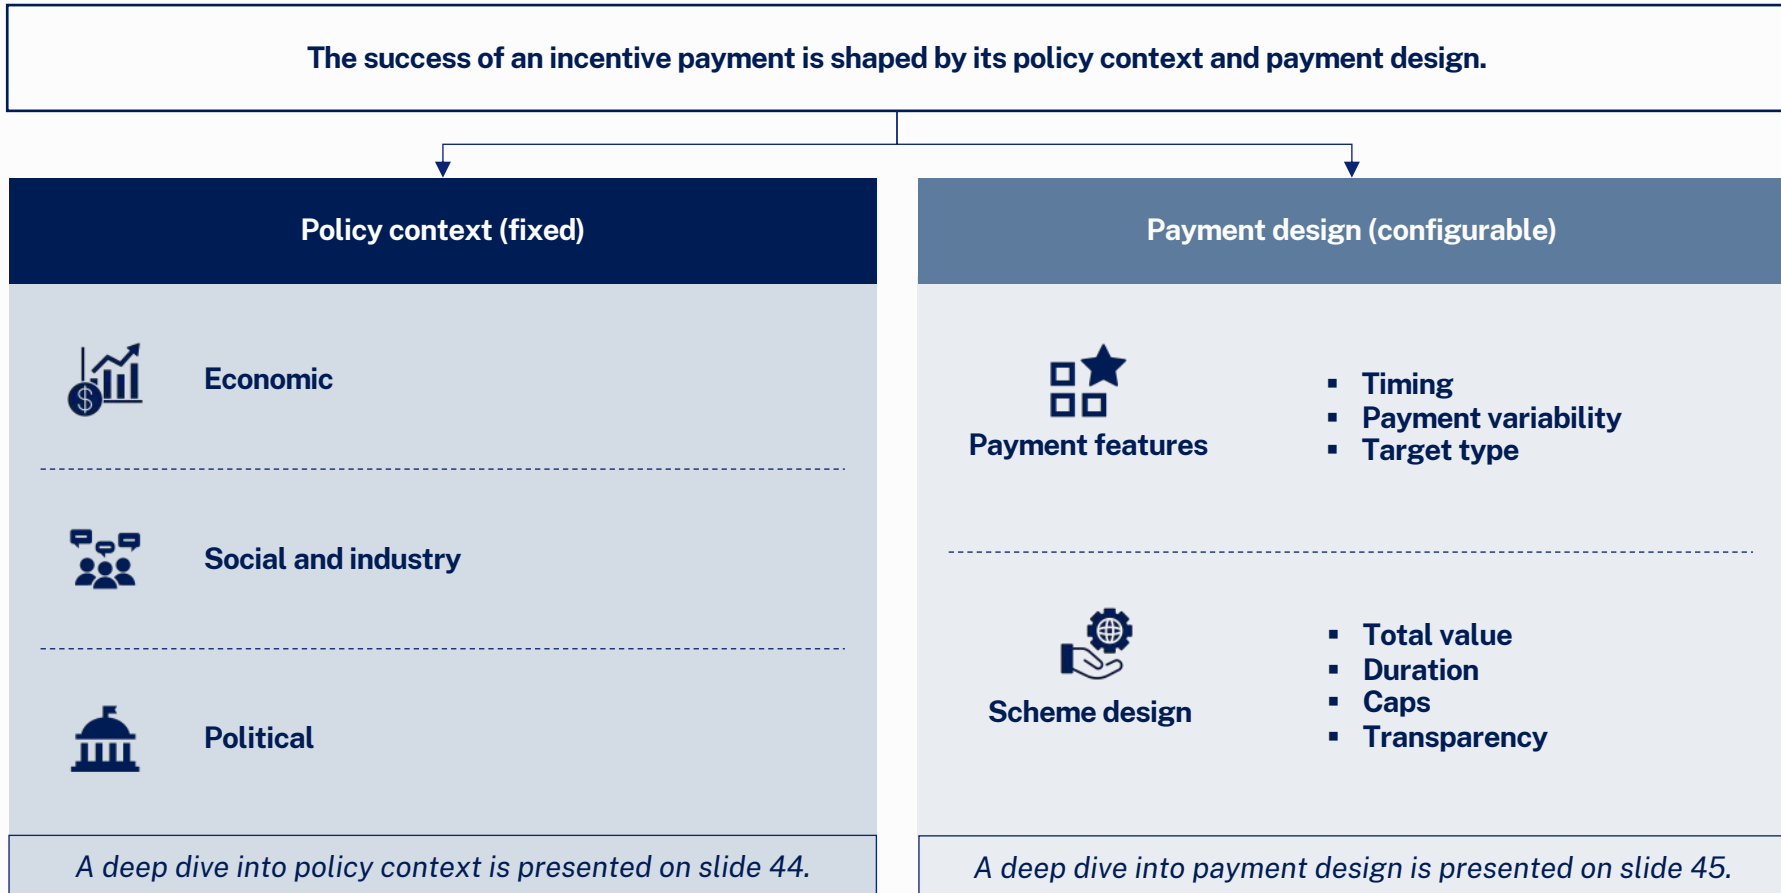 The success of an incentive payment is shaped by its policy context and payment design.
Policy context (fixed)
Economic
Social and industry
Political
A deep dive into policy context is presented on slide 44.
Payment design (configurable)
Payment features
▪ Timing
▪ Payment variability
▪ Target type
Scheme design
▪ Total value
▪ Duration
▪ Caps
▪ Transparency
A deep dive into payment design is presented on slide 45.